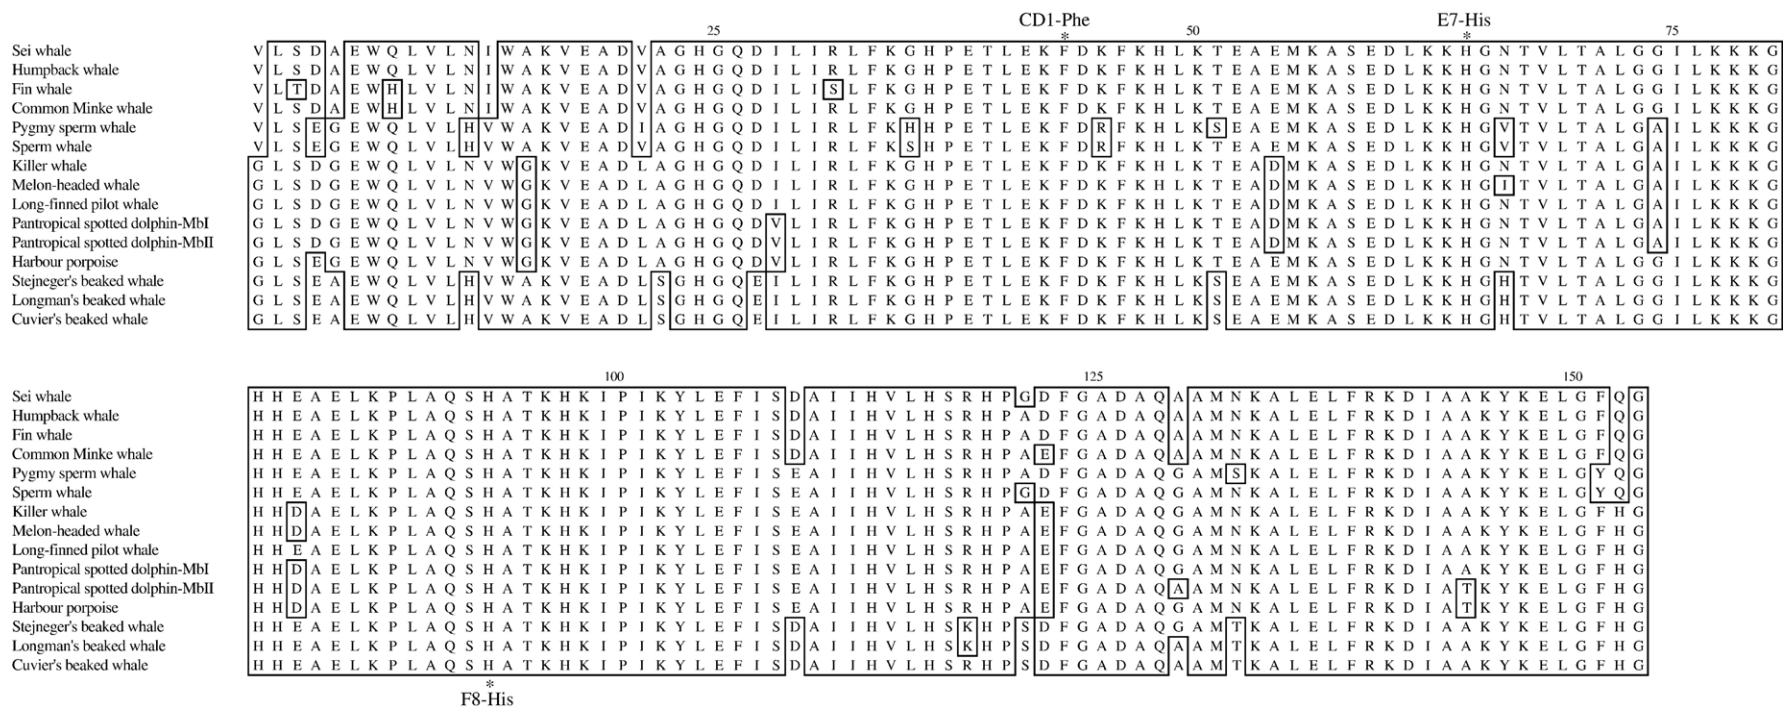 CD1-Phe E7-His
25 50 75
* *
Sei whale V L S D A E W Q L V L N I W A K V E A D V A G H G Q D I L I R L F K G H P E T L E K F D K F K H L K T E A E M K A S E D L K K H G N T V L T A L G G I L K K K G
Humpback whale V L S D A E W Q L V L N I W A K V E A D V A G H G Q D I L I R L F K G H P E T L E K F D K F K H L K T E A E M K A S E D L K K H G N T V L T A L G G I L K K K G
Fin whale V L T D A E W H L V L N I W A K V E A D V A G H G Q D I L I S L F K G H P E T L E K F D K F K H L K T E A E M K A S E D L K K H G N T V L T A L G G I L K K K G
Common Minke whale V L S D A E W H L V L N I W A K V E A D V A G H G Q D I L I R L F K G H P E T L E K F D K F K H L K T E A E M K A S E D L K K H G N T V L T A L G G I L K K K G
Pygmy sperm whale V L S E G E W Q L V L H V W A K V E A D I A G H G Q D I L I R L F K H H P E T L E K F D R F K H L K S E A E M K A S E D L K K H G V T V L T A L G A I L K K K G
Sperm whale V L S E G E W Q L V L H V W A K V E A D V A G H G Q D I L I R L F K S H P E T L E K F D R F K H L K T E A E M K A S E D L K K H G V T V L T A L G A I L K K K G
Killer whale G L S D G E W Q L V L N V W G K V E A D L A G H G Q D I L I R L F K G H P E T L E K F D K F K H L K T E A D M K A S E D L K K H G N T V L T A L G A I L K K K G
Melon-headed whale G L S D G E W Q L V L N V W G K V E A D L A G H G Q D I L I R L F K G H P E T L E K F D K F K H L K T E A D M K A S E D L K K H G I T V L T A L G A I L K K K G
Long-finned pilot whale G L S D G E W Q L V L N V W G K V E A D L A G H G Q D I L I R L F K G H P E T L E K F D K F K H L K T E A D M K A S E D L K K H G N T V L T A L G A I L K K K G
Pantropical spotted dolphin-MbI G L S D G E W Q L V L N V W G K V E A D L A G H G Q D V L I R L F K G H P E T L E K F D K F K H L K T E A D M K A S E D L K K H G N T V L T A L G A I L K K K G
Pantropical spotted dolphin-MbII G L S D G E W Q L V L N V W G K V E A D L A G H G Q D V L I R L F K G H P E T L E K F D K F K H L K T E A D M K A S E D L K K H G N T V L T A L G A I L K K K G
Harbour porpoise G L S E G E W Q L V L N V W G K V E A D L A G H G Q D V L I R L F K G H P E T L E K F D K F K H L K T E A E M K A S E D L K K H G N T V L T A L G G I L K K K G
Stejneger's beaked whale G L S E A E W Q L V L H V W A K V E A D L S G H G Q E I L I R L F K G H P E T L E K F D K F K H L K S E A E M K A S E D L K K H G H T V L T A L G G I L K K K G
Longman's beaked whale G L S E A E W Q L V L H V W A K V E A D L S G H G Q E I L I R L F K G H P E T L E K F D K F K H L K S E A E M K A S E D L K K H G H T V L T A L G G I L K K K G
Cuvier's beaked whale G L S E A E W Q L V L H V W A K V E A D L S G H G Q E I L I R L F K G H P E T L E K F D K F K H L K S E A E M K A S E D L K K H G H T V L T A L G G I L K K K G
100 125 150
Sei whale H H E A E L K P L A Q S H A T K H K I P I K Y L E F I S D A I I H V L H S R H P G D F G A D A Q A A M N K A L E L F R K D I A A K Y K E L G F Q G
Humpback whale H H E A E L K P L A Q S H A T K H K I P I K Y L E F I S D A I I H V L H S R H P A D F G A D A Q A A M N K A L E L F R K D I A A K Y K E L G F Q G
Fin whale H H E A E L K P L A Q S H A T K H K I P I K Y L E F I S D A I I H V L H S R H P A D F G A D A Q A A M N K A L E L F R K D I A A K Y K E L G F Q G
Common Minke whale H H E A E L K P L A Q S H A T K H K I P I K Y L E F I S D A I I H V L H S R H P A E F G A D A Q A A M N K A L E L F R K D I A A K Y K E L G F Q G
Pygmy sperm whale H H E A E L K P L A Q S H A T K H K I P I K Y L E F I S E A I I H V L H S R H P A D F G A D A Q G A M S K A L E L F R K D I A A K Y K E L G Y Q G
Sperm whale H H E A E L K P L A Q S H A T K H K I P I K Y L E F I S E A I I H V L H S R H P G D F G A D A Q G A M N K A L E L F R K D I A A K Y K E L G Y Q G
Killer whale H H D A E L K P L A Q S H A T K H K I P I K Y L E F I S E A I I H V L H S R H P A E F G A D A Q G A M N K A L E L F R K D I A A K Y K E L G F H G
Melon-headed whale H H D A E L K P L A Q S H A T K H K I P I K Y L E F I S E A I I H V L H S R H P A E F G A D A Q G A M N K A L E L F R K D I A A K Y K E L G F H G
Long-finned pilot whale H H E A E L K P L A Q S H A T K H K I P I K Y L E F I S E A I I H V L H S R H P A E F G A D A Q G A M N K A L E L F R K D I A A K Y K E L G F H G
Pantropical spotted dolphin-MbI H H D A E L K P L A Q S H A T K H K I P I K Y L E F I S E A I I H V L H S R H P A E F G A D A Q G A M N K A L E L F R K D I A A K Y K E L G F H G
Pantropical spotted dolphin-MbII H H D A E L K P L A Q S H A T K H K I P I K Y L E F I S E A I I H V L H S R H P A E F G A D A Q A A M N K A L E L F R K D I A T K Y K E L G F H G
Harbour porpoise H H D A E L K P L A Q S H A T K H K I P I K Y L E F I S E A I I H V L H S R H P A E F G A D A Q G A M N K A L E L F R K D I A T K Y K E L G F H G
Stejneger's beaked whale H H E A E L K P L A Q S H A T K H K I P I K Y L E F I S D A I I H V L H S K H P S D F G A D A Q G A M T K A L E L F R K D I A A K Y K E L G F H G
Longman's beaked whale H H E A E L K P L A Q S H A T K H K I P I K Y L E F I S D A I I H V L H S K H P S D F G A D A Q A A M T K A L E L F R K D I A A K Y K E L G F H G
Cuvier's beaked whale H H E A E L K P L A Q S H A T K H K I P I K Y L E F I S D A I I H V L H S R H P S D F G A D A Q A A M T K A L E L F R K D I A A K Y K E L G F H G
*
F8-His